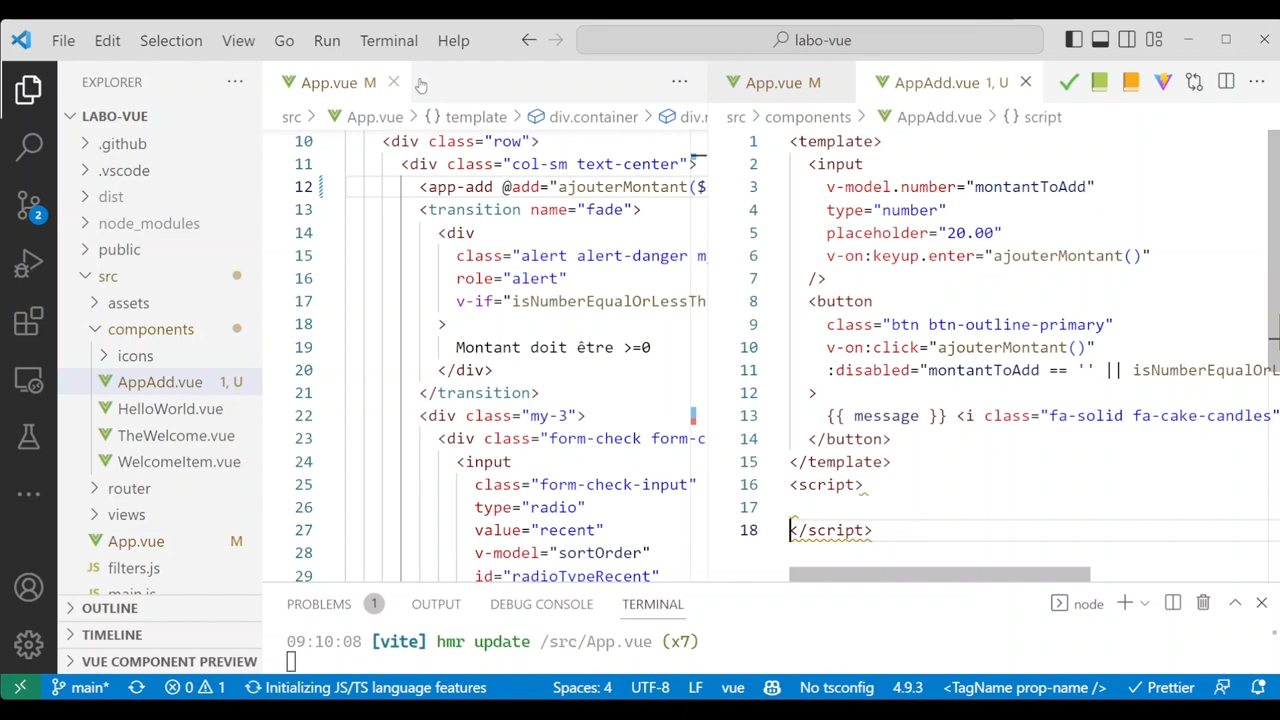 File Edit Selection View Go Run Terminal Help labo-vue
EXPLORER
LABO-VUE
.github
.vscode
dist
node_modules
public
src
assets
components
icons
AppAdd.vue 1, U
HelloWorld.vue
TheWelcome.vue
WelcomeItem.vue
router
views
App.vue M
filters.js
main.js
OUTLINE
TIMELINE
VUE COMPONENT PREVIEW
2
App.vue M
src App.vue {} template div.container div.r
10 <div class="row">
11 <div class="col-sm text-center">
12 <app-add @add="ajouterMontant($
13 <transition name="fade">
14 <div
15 class="alert alert-danger m
16 role="alert"
17 v-if="isNumberEqualOrLessTh
18 >
19 Montant doit être >=0
20 </div>
21 </transition>
22 <div class="my-3">
23 <div class="form-check form-c
24 <input
25 class="form-check-input"
26 type="radio"
27 value="recent"
28 v-model="sortOrder"
29 id="radioTypeRecent"
App.vue M AppAdd.vue 1, U
src components AppAdd.vue {} script
1 <template>
2 <input
3 v-model.number="montantToAdd"
4 type="number"
5 placeholder="20.00"
6 v-on:keyup.enter="ajouterMontant()"
7 />
8 <button
9 class="btn btn-outline-primary"
10 v-on:click="ajouterMontant()"
11 :disabled="montantToAdd == '' || isNumberEqualOrL
12 >
13 {{ message }} <i class="fa-solid fa-cake-candles"
14 </button>
15 </template>
16 <script>
17
18 </script>
PROBLEMS 1 OUTPUT DEBUG CONSOLE TERMINAL node
09:10:08 [vite] hmr update /src/App.vue (x7)
main* 0 1 Initializing JS/TS language features Spaces: 4 UTF-8 LF vue No tsconfig 4.9.3 <TagName prop-name /> Prettier